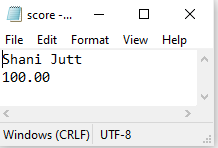 score -...
File Edit Format View Help
Shani Jutt
100.00
Windows (CRLF) UTF-8